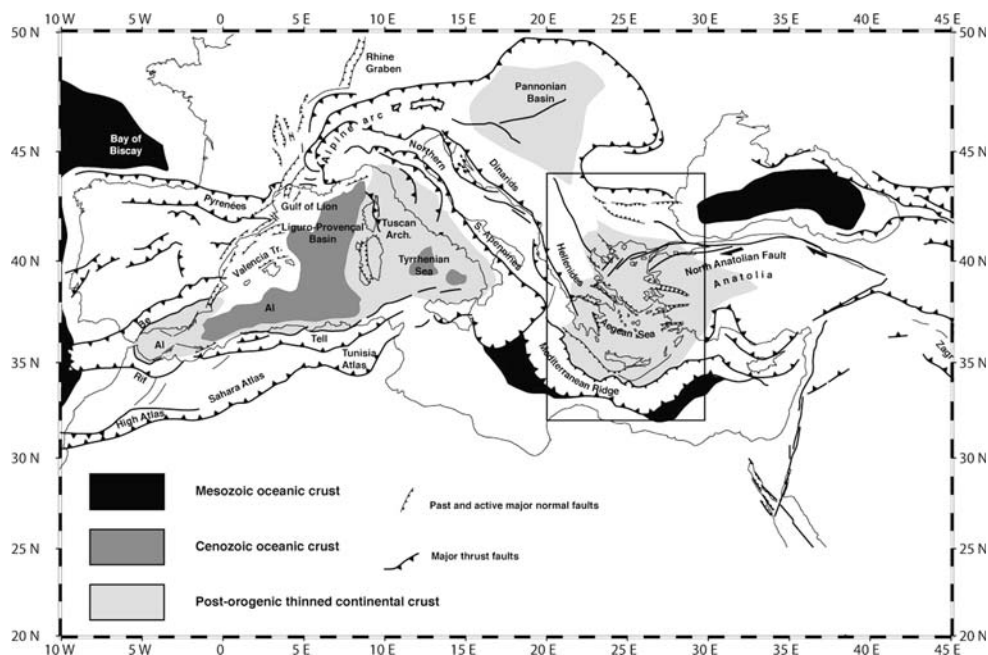 10 W 5 W 0 5 E 10 E 15 E 20 E 25 E 30 E 35 E 40 E 45 E
50 N 50 N
Rhine
Graben
Pannonian
Basin
Bay of
Biscay
Alpine arc
45 N 45 N
Northern
Dinarids
Pyrenées
Gulf of Lion
Liguro-Provençal
Basin
Tuscan
Arch.
S. Apennines
Valencia Tr.
Tyrrhenian
Sea
Hellenides
North Anatolian Fault
Anatolia
40 N 40 N
Be
Al
Al
Aegean Sea
Tell
Tunisia
Atlas
35 N 35 N
Rif
Mediterranean Ridge
Zagr
Sahara Atlas
High Atlas
30 N 30 N
Mesozoic oceanic crust
Past and active major normal faults
Cenozoic oceanic crust
Major thrust faults
25 N 25 N
Post-orogenic thinned continental crust
20 N 20 N
10 W 5 W 0 5 E 10 E 15 E 20 E 25 E 30 E 35 E 40 E 45 E